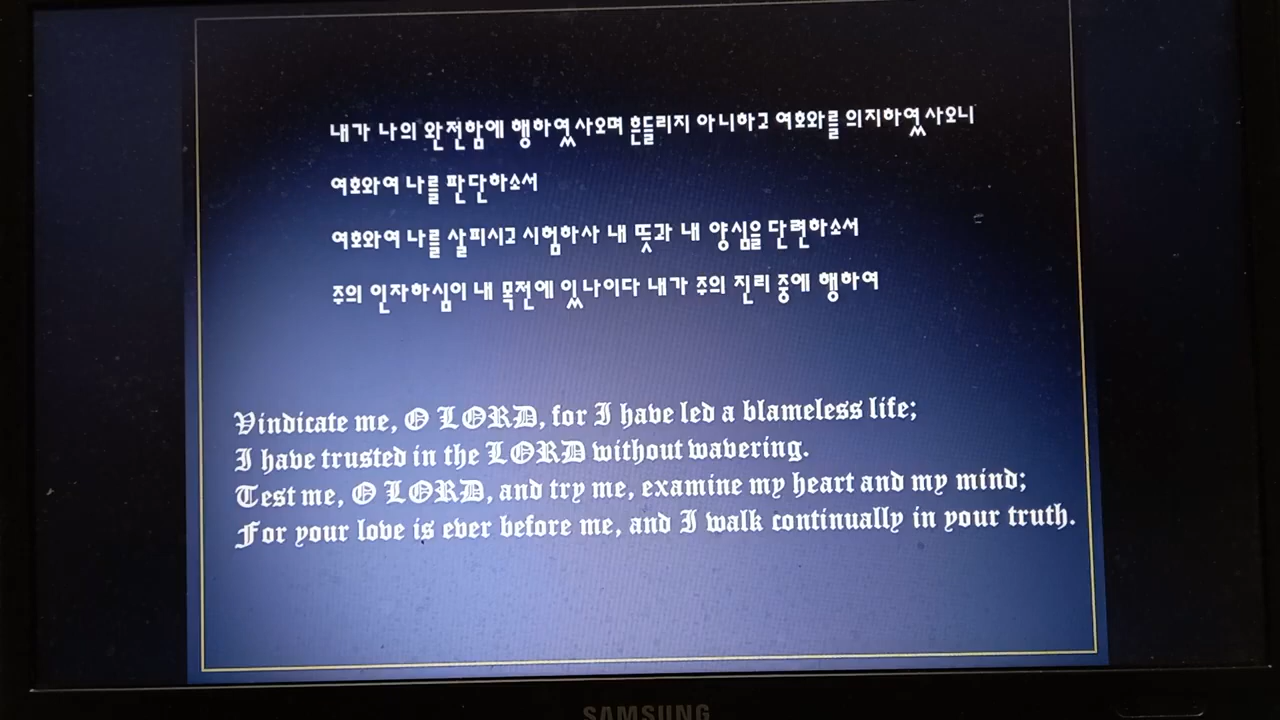 내가 나의 완전함에 행하였사오며 흔들리지 아니하고 여호와를 의지하였사오니
여호와여 나를 판단하소서
여호와여 나를 살피시고 시험하사 내 뜻과 내 양심을 단련하소서
주의 인자하심이 내 목전에 있나이다 내가 주의 진리 중에 행하여
Vindicate me, O LORD, for I have led a blameless life;
I have trusted in the LORD without wavering.
Test me, O LORD, and try me, examine my heart and my mind;
For your love is ever before me, and I walk continually in your truth.
SAMSUNG